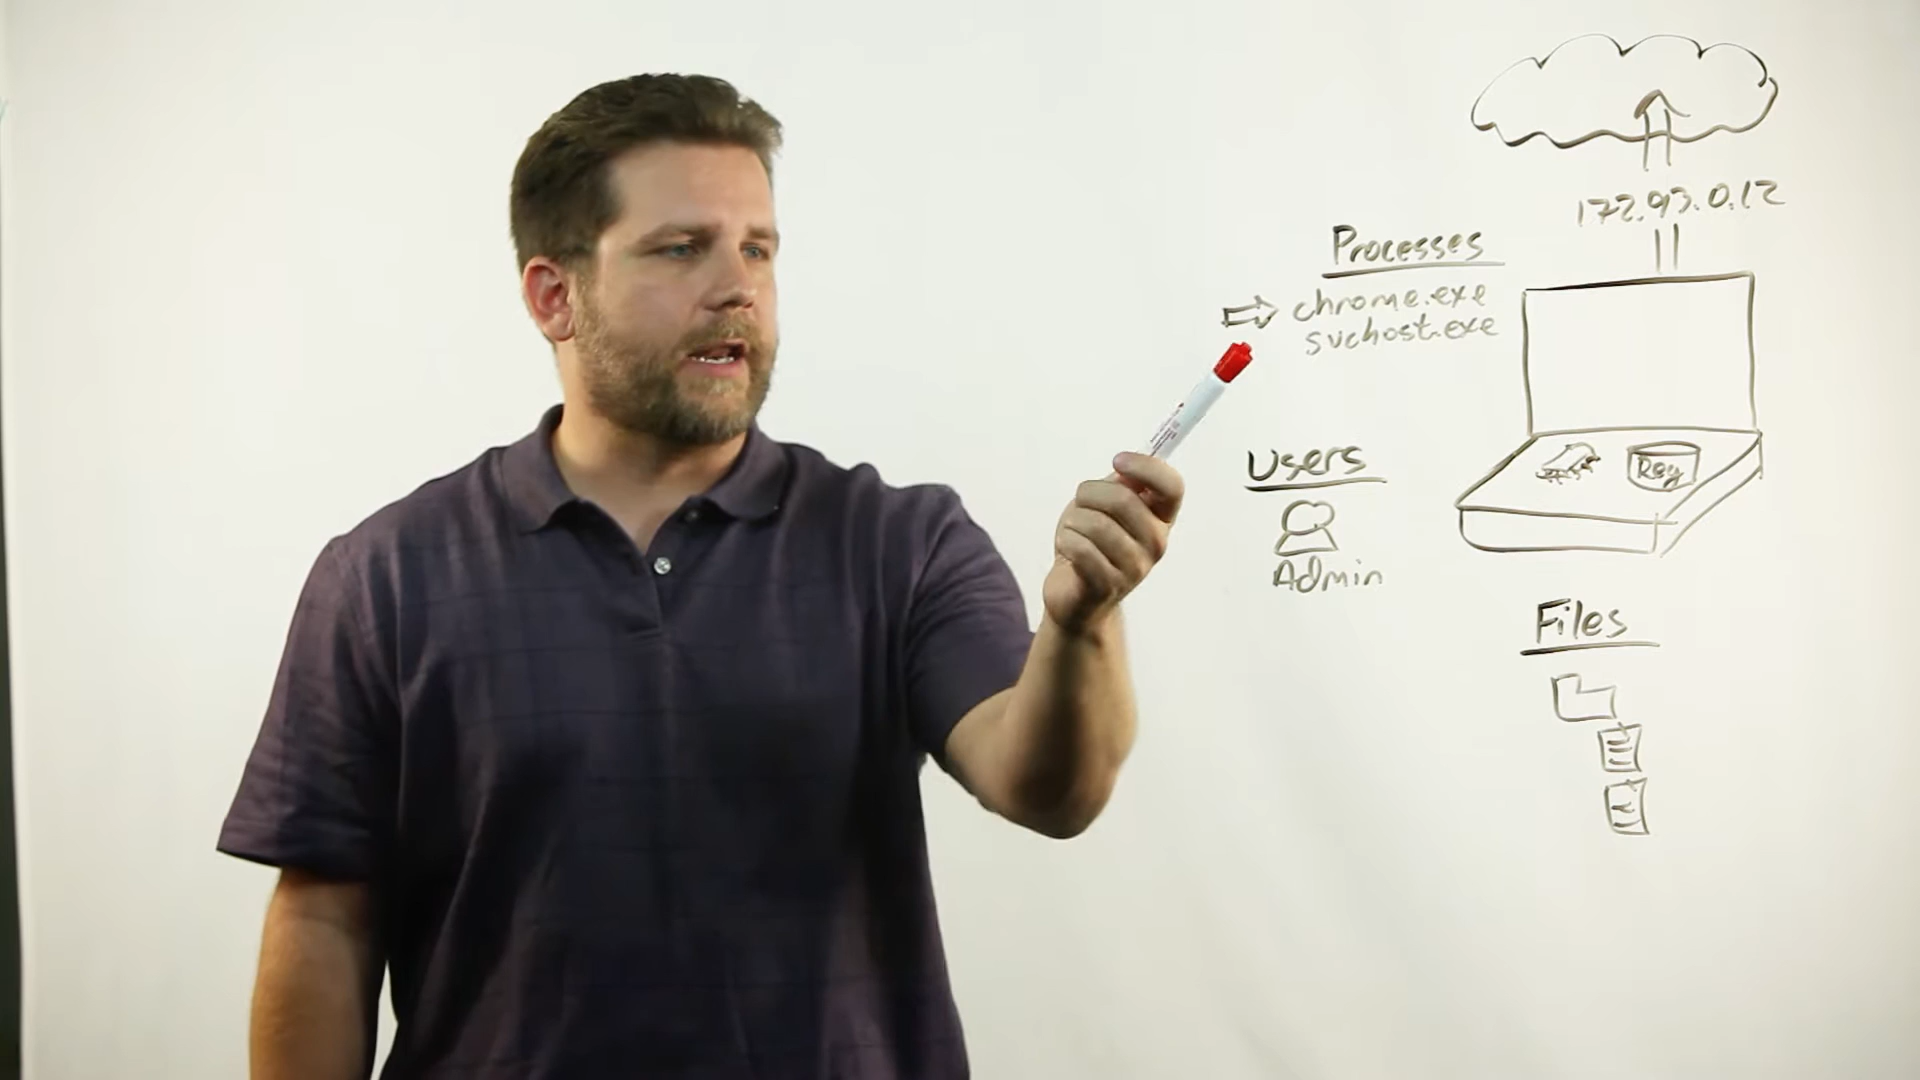 172.93.0.12
Processes
chrome.exe
svchost.exe
Users
Admin
Reg
Files